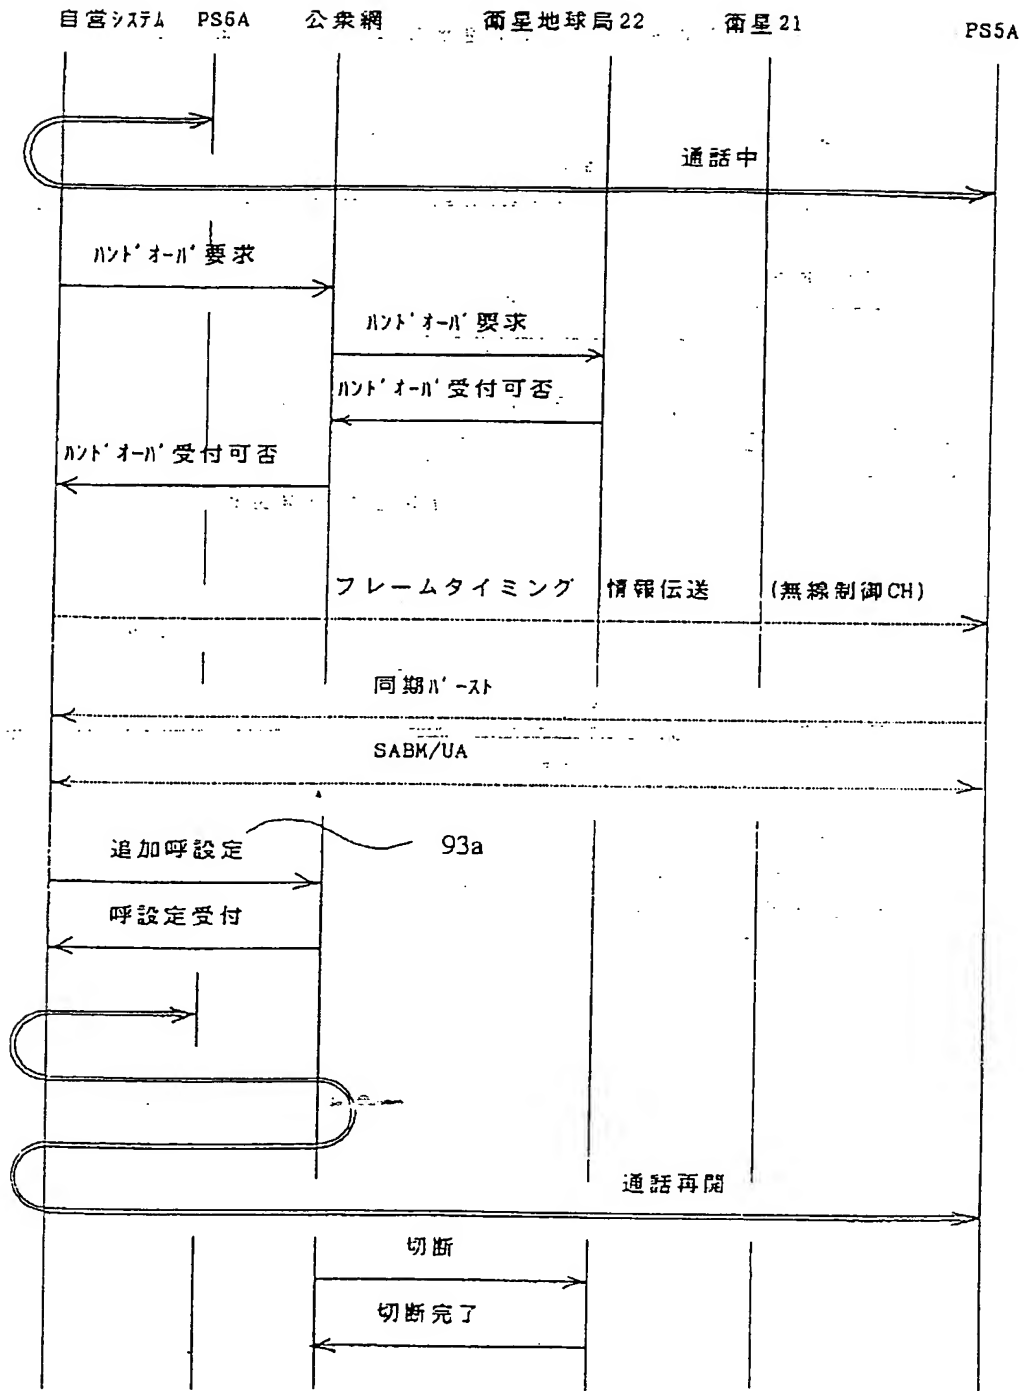 自営システム PS6A 公衆網 衛星地球局22 衛星21 PS5A
通話中
ハンドオーバ要求
ハンドオーバ要求
ハンドオーバ受付可否
ハンドオーバ受付可否
フレームタイミング 情報伝送 (無線制御CH)
同期バースト
SABM/UA
追加呼設定 93a
呼設定受付
通話再開
切断
切断完了